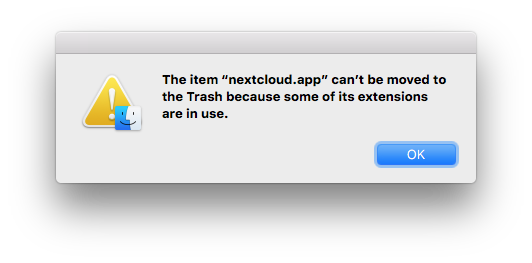 The item “nextcloud.app” can’t be moved to
the Trash because some of its extensions
are in use.
OK